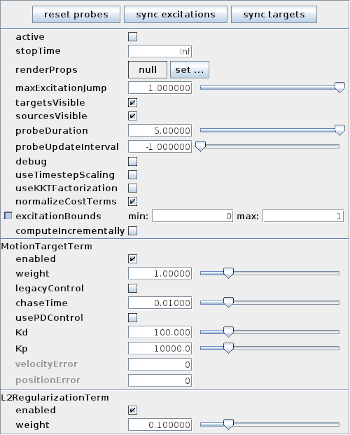 reset probes sync excitations sync targets
active
stopTime Inf
renderProps null set ...
maxExcitationJump 1.000000
targetsVisible
sourcesVisible
probeDuration 5.00000
probeUpdateInterval -1.000000
debug
useTimestepScaling
useKKTFactorization
normalizeCostTerms
excitationBounds min: 0 max: 1
computeIncrementally
MotionTargetTerm
enabled
weight 1.00000
legacyControl
chaseTime 0.01000
usePDControl
Kd 100.000
Kp 10000.0
velocityError 0
positionError 0
L2RegularizationTerm
enabled
weight 0.100000